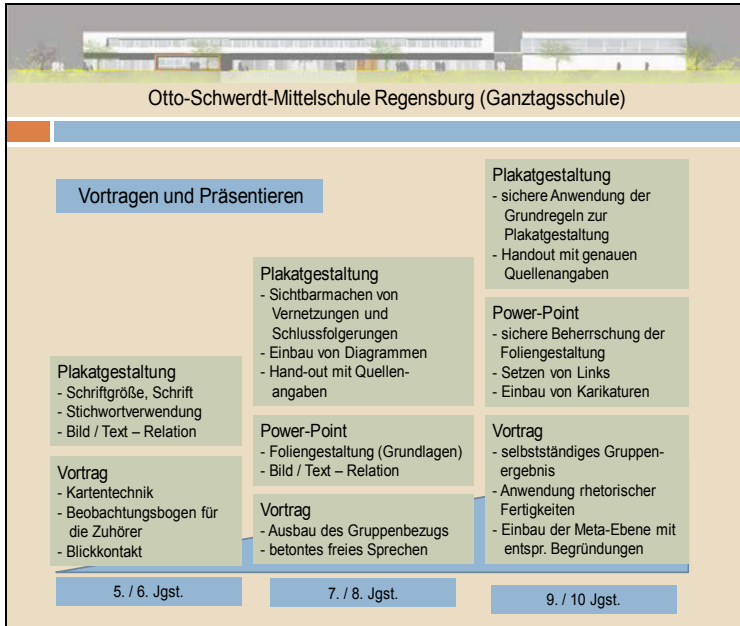 Otto-Schwerdt-Mittelschule Regensburg (Ganztagsschule)
Vortragen und Präsentieren
Plakatgestaltung
- Schriftgröße, Schrift
- Stichwortverwendung
- Bild / Text – Relation
Vortrag
- Kartentechnik
- Beobachtungsbogen für
die Zuhörer
- Blickkontakt
5. / 6. Jgst.
Plakatgestaltung
- Sichtbarmachen von
Vernetzungen und
Schlussfolgerungen
- Einbau von Diagrammen
- Hand-out mit Quellen-
angaben
Power-Point
- Foliengestaltung (Grundlagen)
- Bild / Text – Relation
Vortrag
- Ausbau des Gruppenbezugs
- betontes freies Sprechen
7. / 8. Jgst.
Plakatgestaltung
- sichere Anwendung der
Grundregeln zur
Plakatgestaltung
- Handout mit genauen
Quellenangaben
Power-Point
- sichere Beherrschung der
Foliengestaltung
- Setzen von Links
- Einbau von Karikaturen
Vortrag
- selbstständiges Gruppen-
ergebnis
- Anwendung rhetorischer
Fertigkeiten
- Einbau der Meta-Ebene mit
entspr. Begründungen
9. / 10 Jgst.